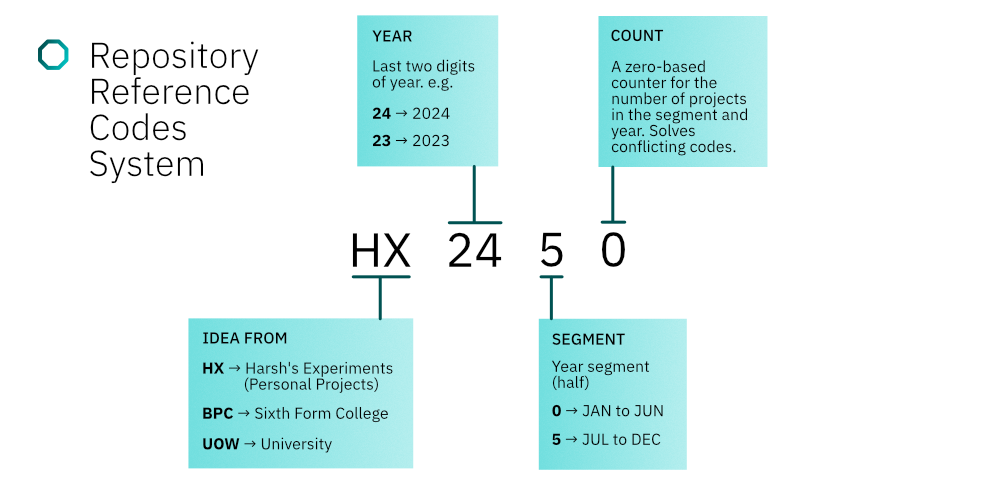 Repository
Reference
Codes
System
YEAR
Last two digits
of year. e.g.
24 → 2024
23 → 2023
COUNT
A zero-based
counter for the
number of projects
in the segment and
year. Solves
conflicting codes.
HX 24 5 0
IDEA FROM
HX → Harsh's Experiments
(Personal Projects)
BPC → Sixth Form College
UOW → University
SEGMENT
Year segment
(half)
0 → JAN to JUN
5 → JUL to DEC